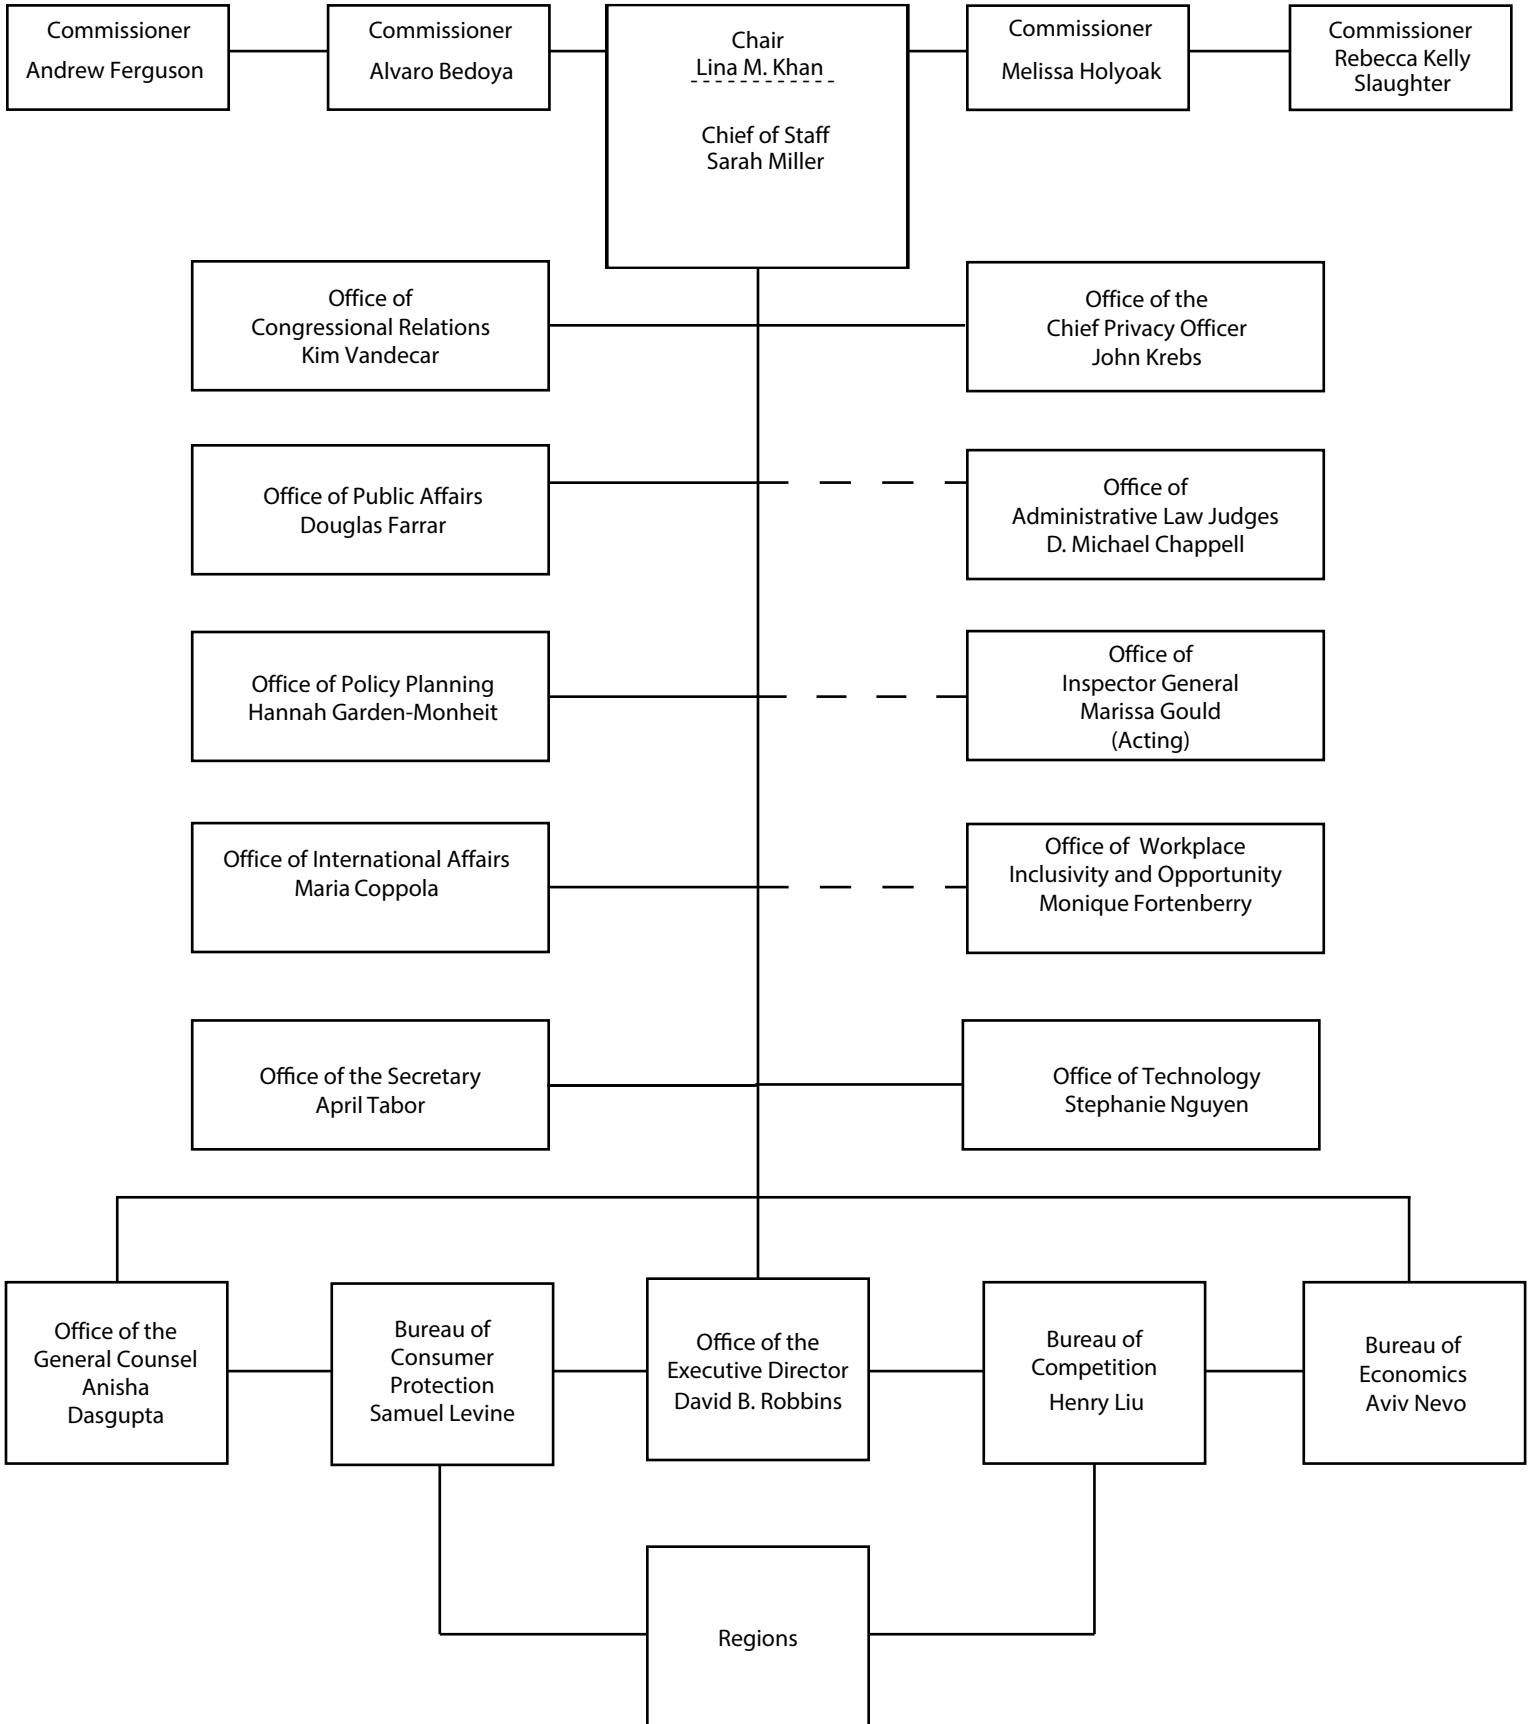 Commissioner
Andrew Ferguson
Commissioner
Alvaro Bedoya
Chair
Lina M. Khan
Chief of Staff
Sarah Miller
Commissioner
Melissa Holyoak
Commissioner
Rebecca Kelly
Slaughter
Office of
Congressional Relations
Kim Vandecar
Office of the
Chief Privacy Officer
John Krebs
Office of Public Affairs
Douglas Farrar
Office of
Administrative Law Judges
D. Michael Chappell
Office of Policy Planning
Hannah Garden-Monheit
Office of
Inspector General
Marissa Gould
(Acting)
Office of International Affairs
Maria Coppola
Office of Workplace
Inclusivity and Opportunity
Monique Fortenberry
Office of the Secretary
April Tabor
Office of Technology
Stephanie Nguyen
Office of the
General Counsel
Anisha
Dasgupta
Bureau of
Consumer
Protection
Samuel Levine
Office of the
Executive Director
David B. Robbins
Bureau of
Competition
Henry Liu
Bureau of
Economics
Aviv Nevo
Regions